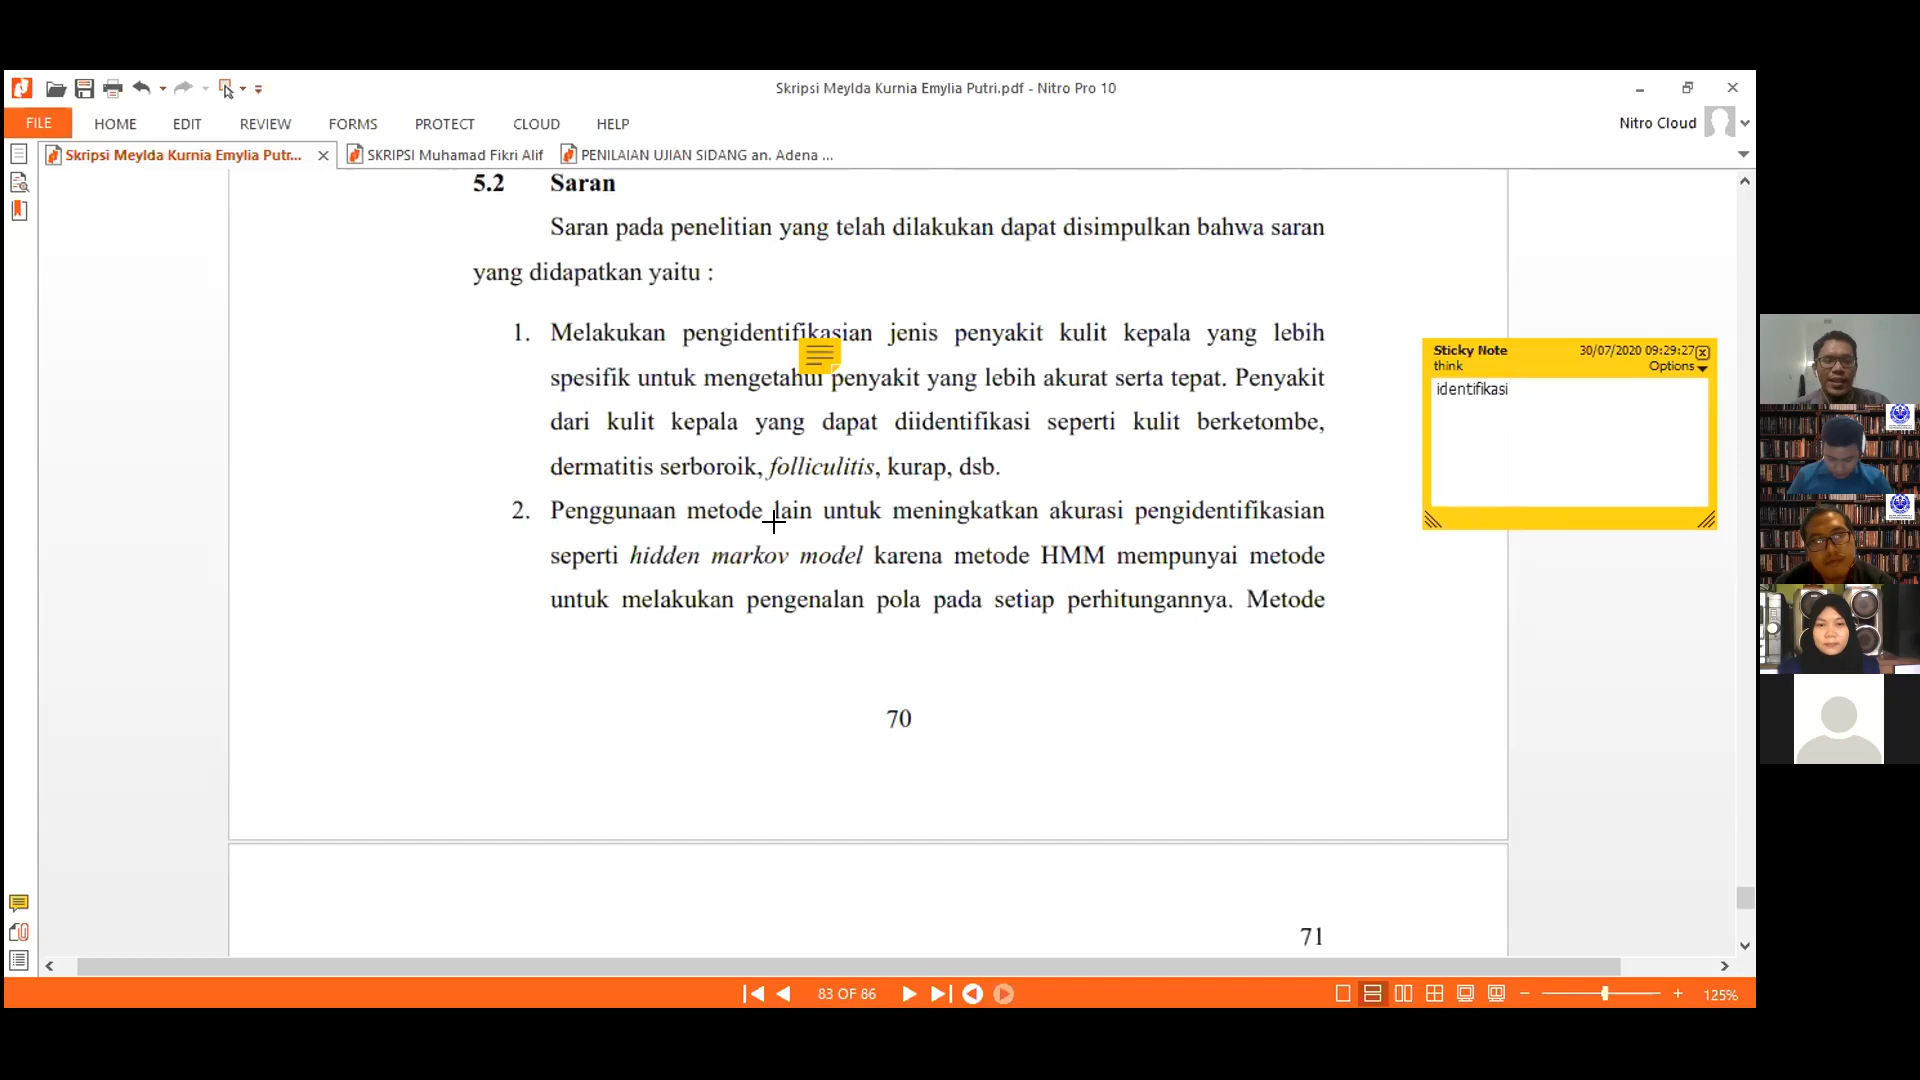 Skripsi Meylda Kurnia Emylia Putri.pdf - Nitro Pro 10
FILE HOME EDIT REVIEW FORMS PROTECT CLOUD HELP Nitro Cloud
Skripsi Meylda Kurnia Emylia Putr... SKRIPSI Muhamad Fikri Alif PENILAIAN UJIAN SIDANG an. Adena ...
5.2 Saran
Saran pada penelitian yang telah dilakukan dapat disimpulkan bahwa saran
yang didapatkan yaitu :
1. Melakukan pengidentifikasian jenis penyakit kulit kepala yang lebih
spesifik untuk mengetahui penyakit yang lebih akurat serta tepat. Penyakit
dari kulit kepala yang dapat diidentifikasi seperti kulit berketombe,
dermatitis serboroik, folliculitis, kurap, dsb.
2. Penggunaan metode lain untuk meningkatkan akurasi pengidentifikasian
seperti hidden markov model karena metode HMM mempunyai metode
untuk melakukan pengenalan pola pada setiap perhitungannya. Metode
70
71
Sticky Note 30/07/2020 09:29:27
think Options
identifikasi
83 OF 86
125%